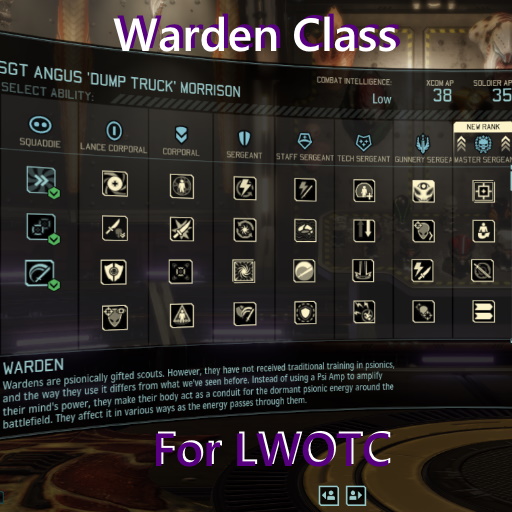 Warden Class
SGT ANGUS 'DUMP TRUCK' MORRISON
COMBAT INTELLIGENCE:
Low
XCOM AP
38
SOLDIER AP
35
SELECT ABILITY:
NEW RANK
SQUADDIE
LANCE CORPORAL
CORPORAL
SERGEANT
STAFF SERGEANT
TECH SERGEANT
GUNNERY SERGEA
MASTER SERGEAN
WARDEN
Wardens are psionically gifted scouts. However, they have not received traditional training in psionics,
and the way they use it differs from what we've seen before. Instead of using a Psi Amp to amplify
their mind's power, they make their body act as a conduit for the dormant psionic energy around the
battlefield. They affect it in various ways as the energy passes through them.
For LWOTC